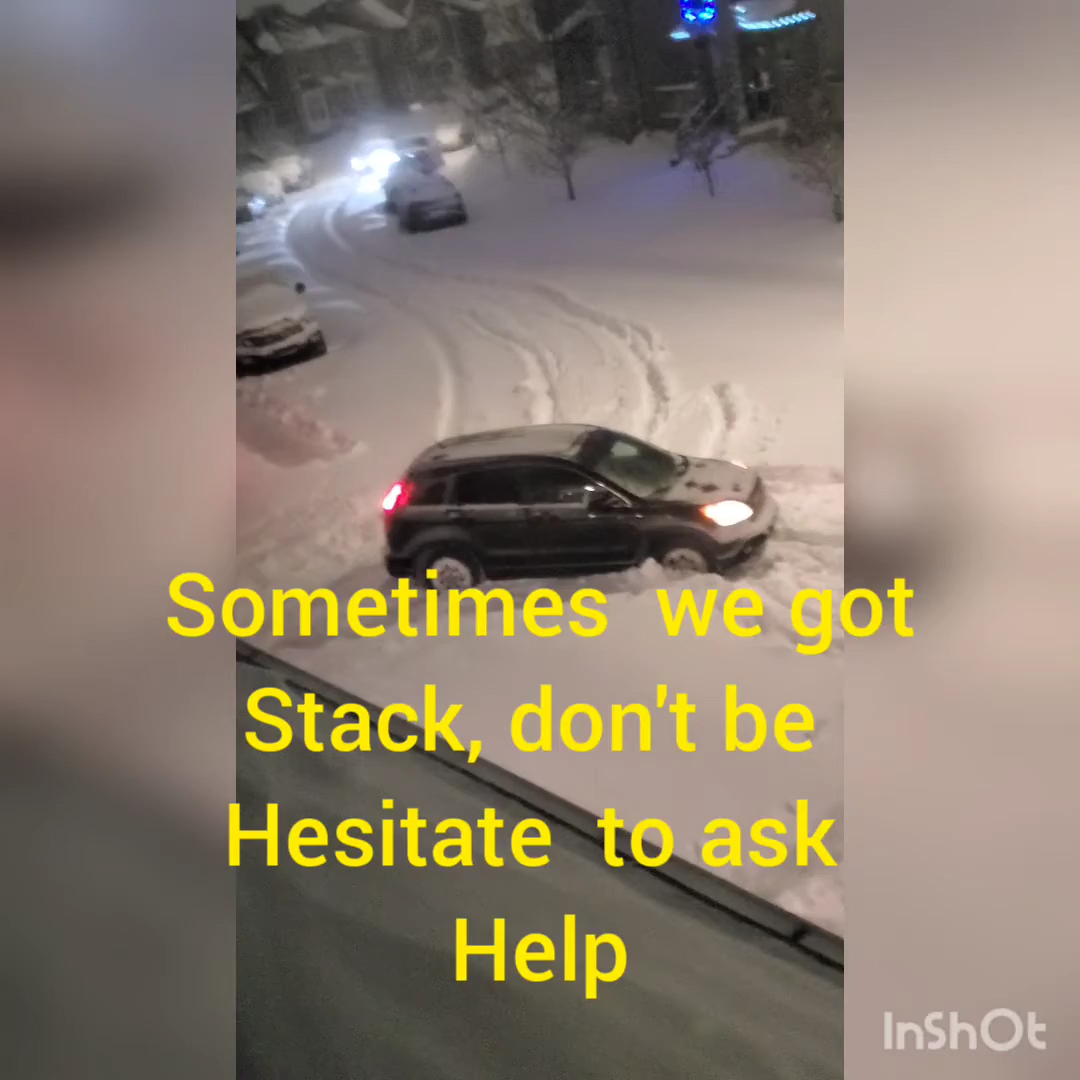 Sometimes we got
Stack, don't be
Hesitate to ask
Help
InShOt